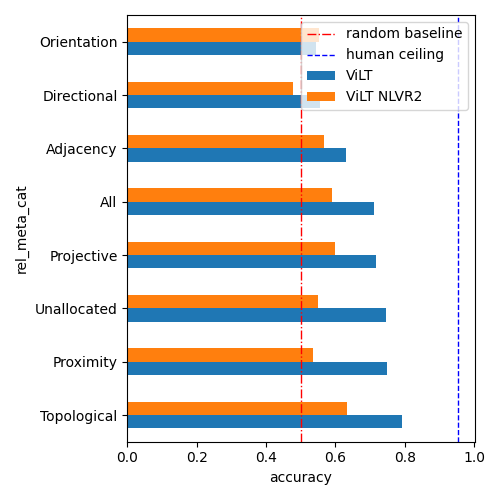 random baseline
human ceiling
ViLT
ViLT NLVR2
Orientation
Directional
Adjacency
All
Projective
Unallocated
Proximity
Topological
rel_meta_cat
0.0 0.2 0.4 0.6 0.8 1.0
accuracy